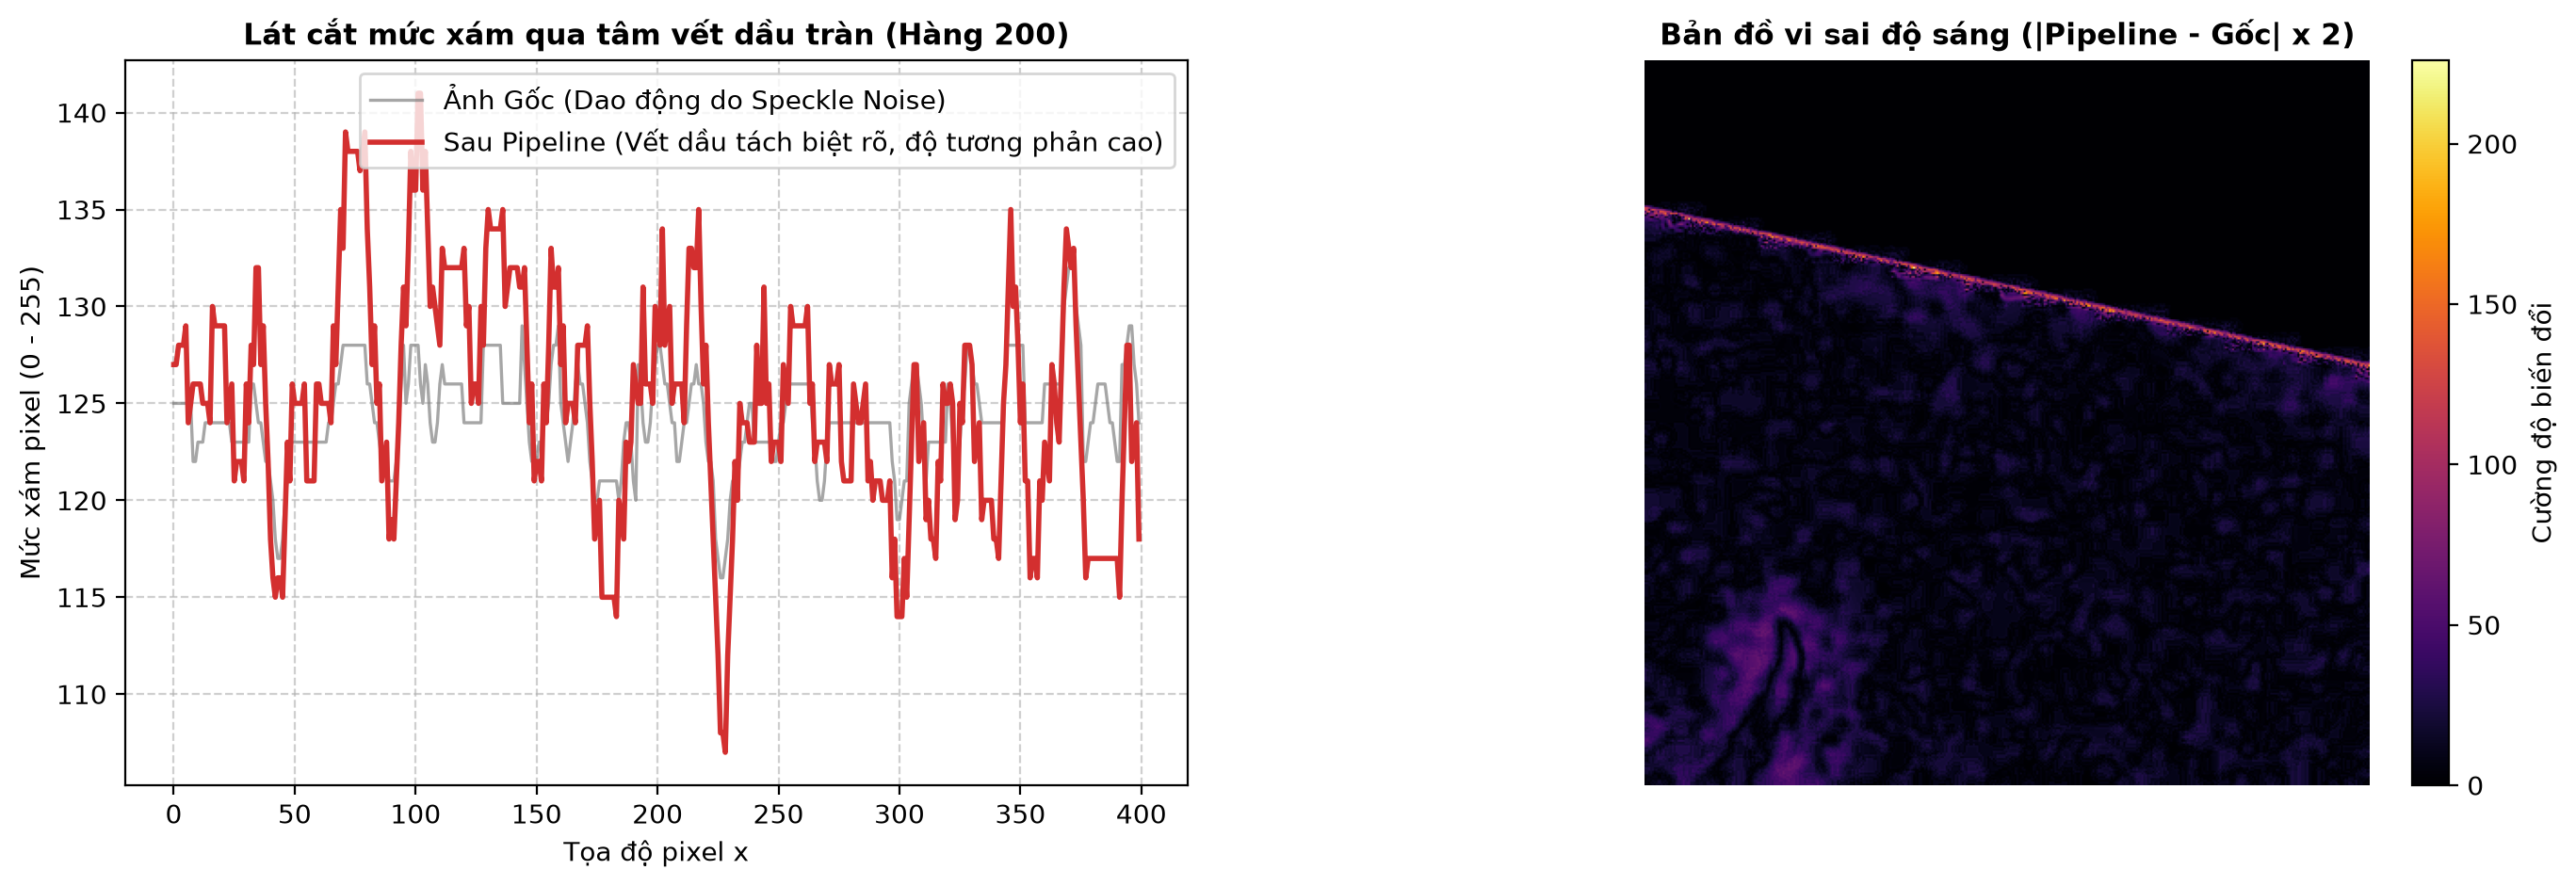 Lát cắt mức xám qua tâm vết dầu tràn (Hàng 200)
Ảnh Gốc (Dao động do Speckle Noise)
Sau Pipeline (Vết dầu tách biệt rõ, độ tương phản cao)
140
135
130
125
120
115
110
Mức xám pixel (0 - 255)
0 50 100 150 200 250 300 350 400
Tọa độ pixel x
Bản đồ vi sai độ sáng (|Pipeline - Gốc| x 2)
200
150
100
50
0
Cường độ biến đổi